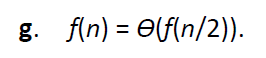 g. f(n) = Θ(f(n/2)).